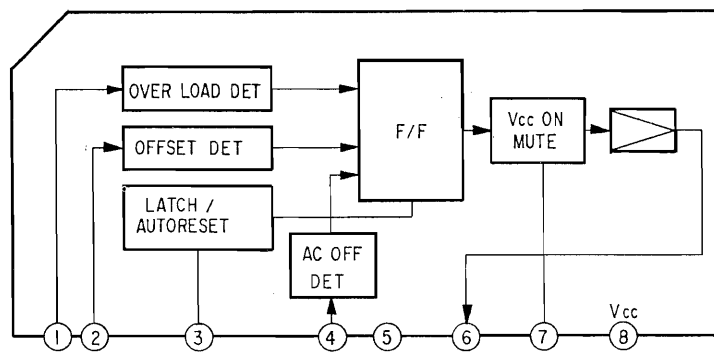 OVER LOAD DET
OFFSET DET
LATCH /
AUTORESET
F/F
Vcc ON
MUTE
AC OFF
DET
Vcc
1 2 3 4 5 6 7 8